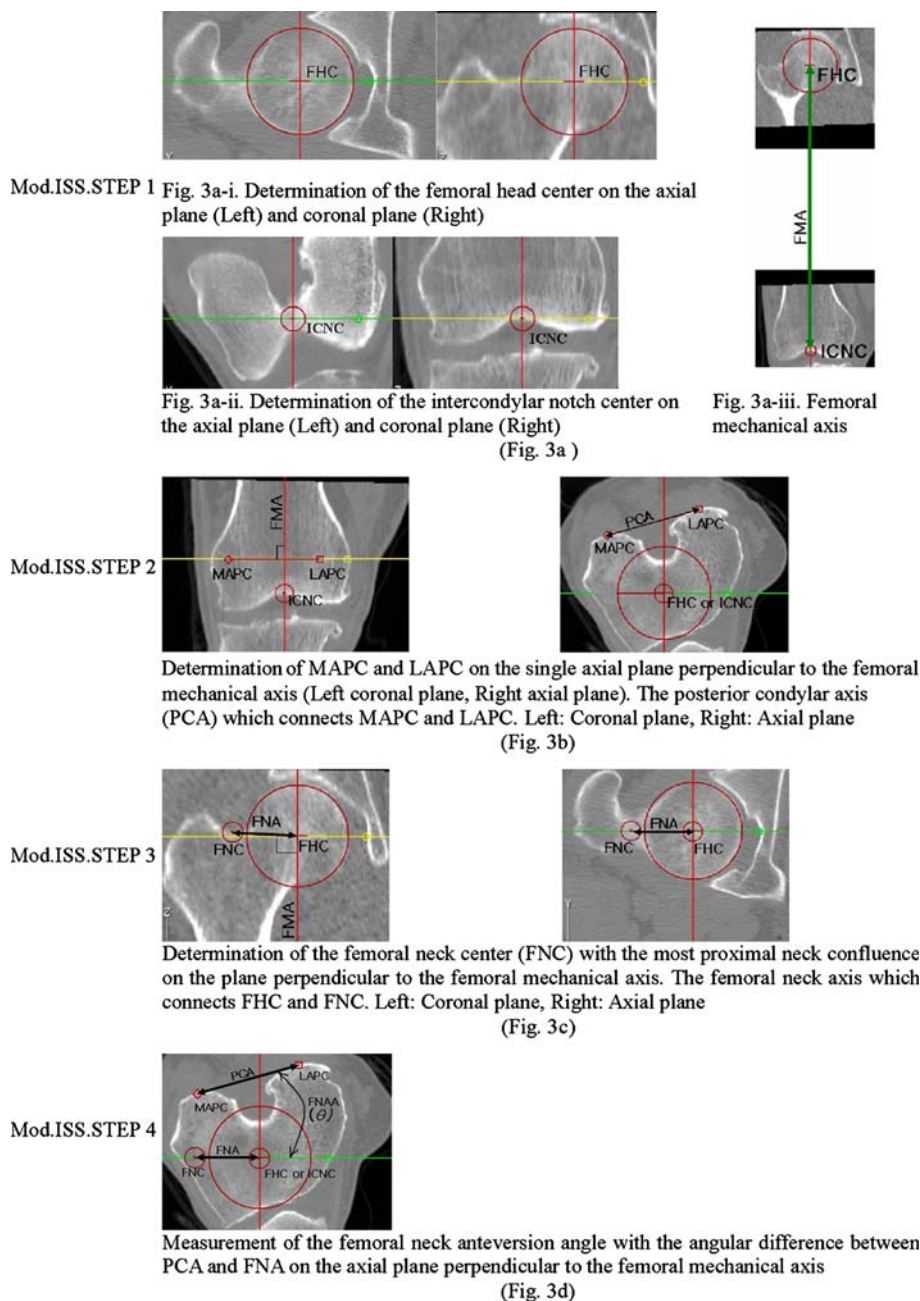 FHC
FHC
FHC
FMA
ICNC
Mod.ISS.STEP 1
Fig. 3a-i. Determination of the femoral head center on the axial
plane (Left) and coronal plane (Right)
ICNC
ICNC
Fig. 3a-ii. Determination of the intercondylar notch center on
the axial plane (Left) and coronal plane (Right)
Fig. 3a-iii. Femoral
mechanical axis
(Fig. 3a )
Mod.ISS.STEP 2
FMA
MAPC
LAPC
ICNC
PCA
LAPC
MAPC
FHC or ICNC
Determination of MAPC and LAPC on the single axial plane perpendicular to the femoral
mechanical axis (Left coronal plane, Right axial plane). The posterior condylar axis
(PCA) which connects MAPC and LAPC. Left: Coronal plane, Right: Axial plane
(Fig. 3b)
Mod.ISS.STEP 3
FNA
FNC
FHC
Z
FMA
FNA
FNC
FHC
Y
Determination of the femoral neck center (FNC) with the most proximal neck confluence
on the plane perpendicular to the femoral mechanical axis. The femoral neck axis which
connects FHC and FNC. Left: Coronal plane, Right: Axial plane
(Fig. 3c)
Mod.ISS.STEP 4
PCA
LAPC
MAPC
FNAA
(θ)
FNA
FNC
FHC or ICNC
Measurement of the femoral neck anteversion angle with the angular difference between
PCA and FNA on the axial plane perpendicular to the femoral mechanical axis
(Fig. 3d)